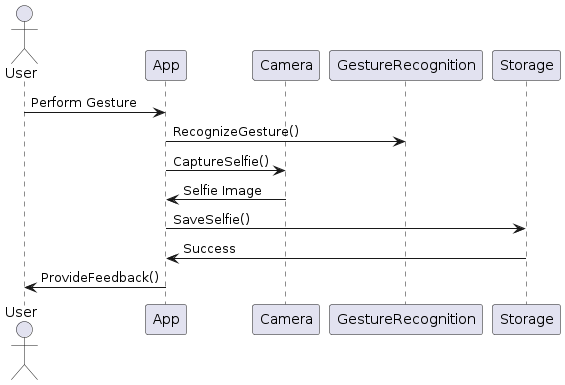 User
App
Camera
GestureRecognition
Storage
Perform Gesture
RecognizeGesture()
CaptureSelfie()
Selfie Image
SaveSelfie()
Success
ProvideFeedback()
User
App
Camera
GestureRecognition
Storage